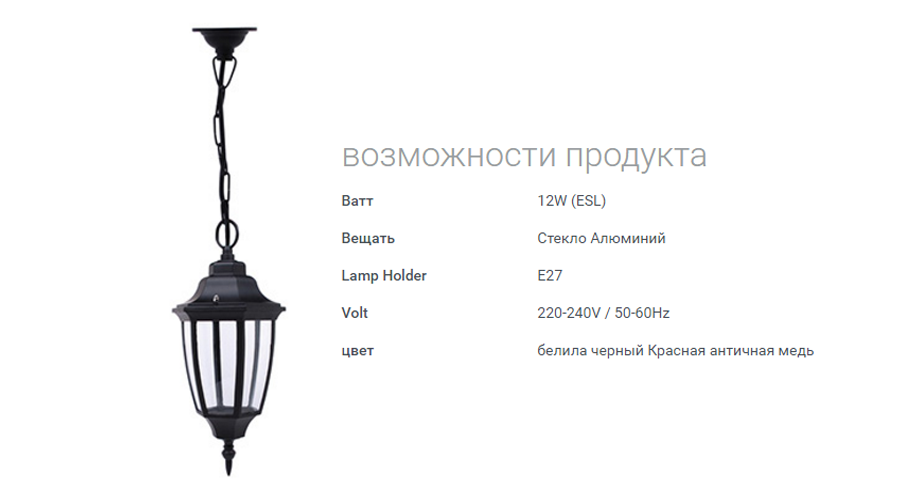 возможности продукта
Ватт 12W (ESL)
Вещать Стекло Алюминий
Lamp Holder E27
Volt 220-240V / 50-60Hz
цвет белила черный Красная античная медь